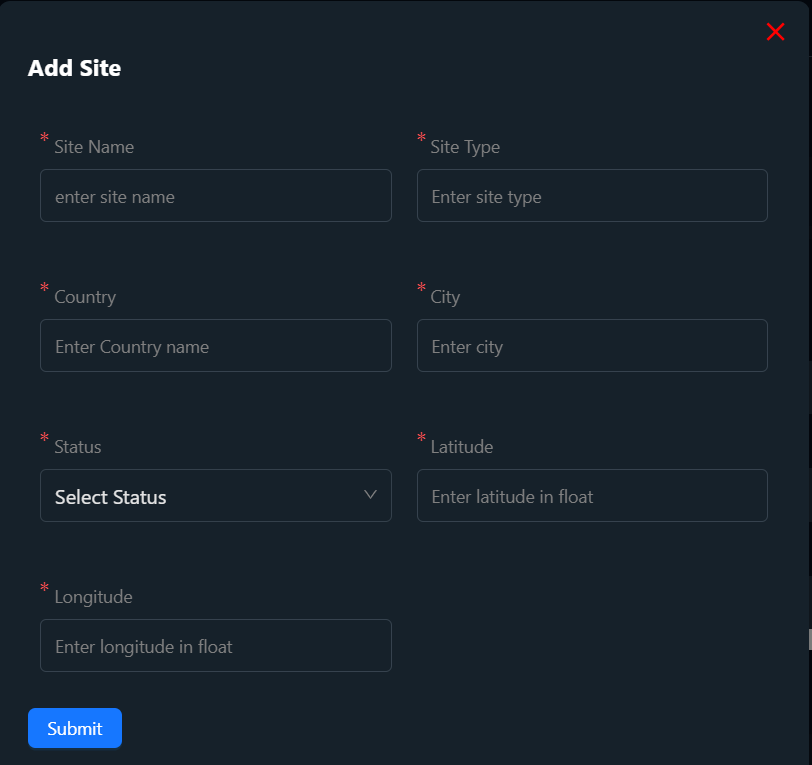 Add Site
* Site Name
* Site Type
enter site name
Enter site type
* Country
* City
Enter Country name
Enter city
* Status
* Latitude
Select Status
Enter latitude in float
* Longitude
Enter longitude in float
Submit